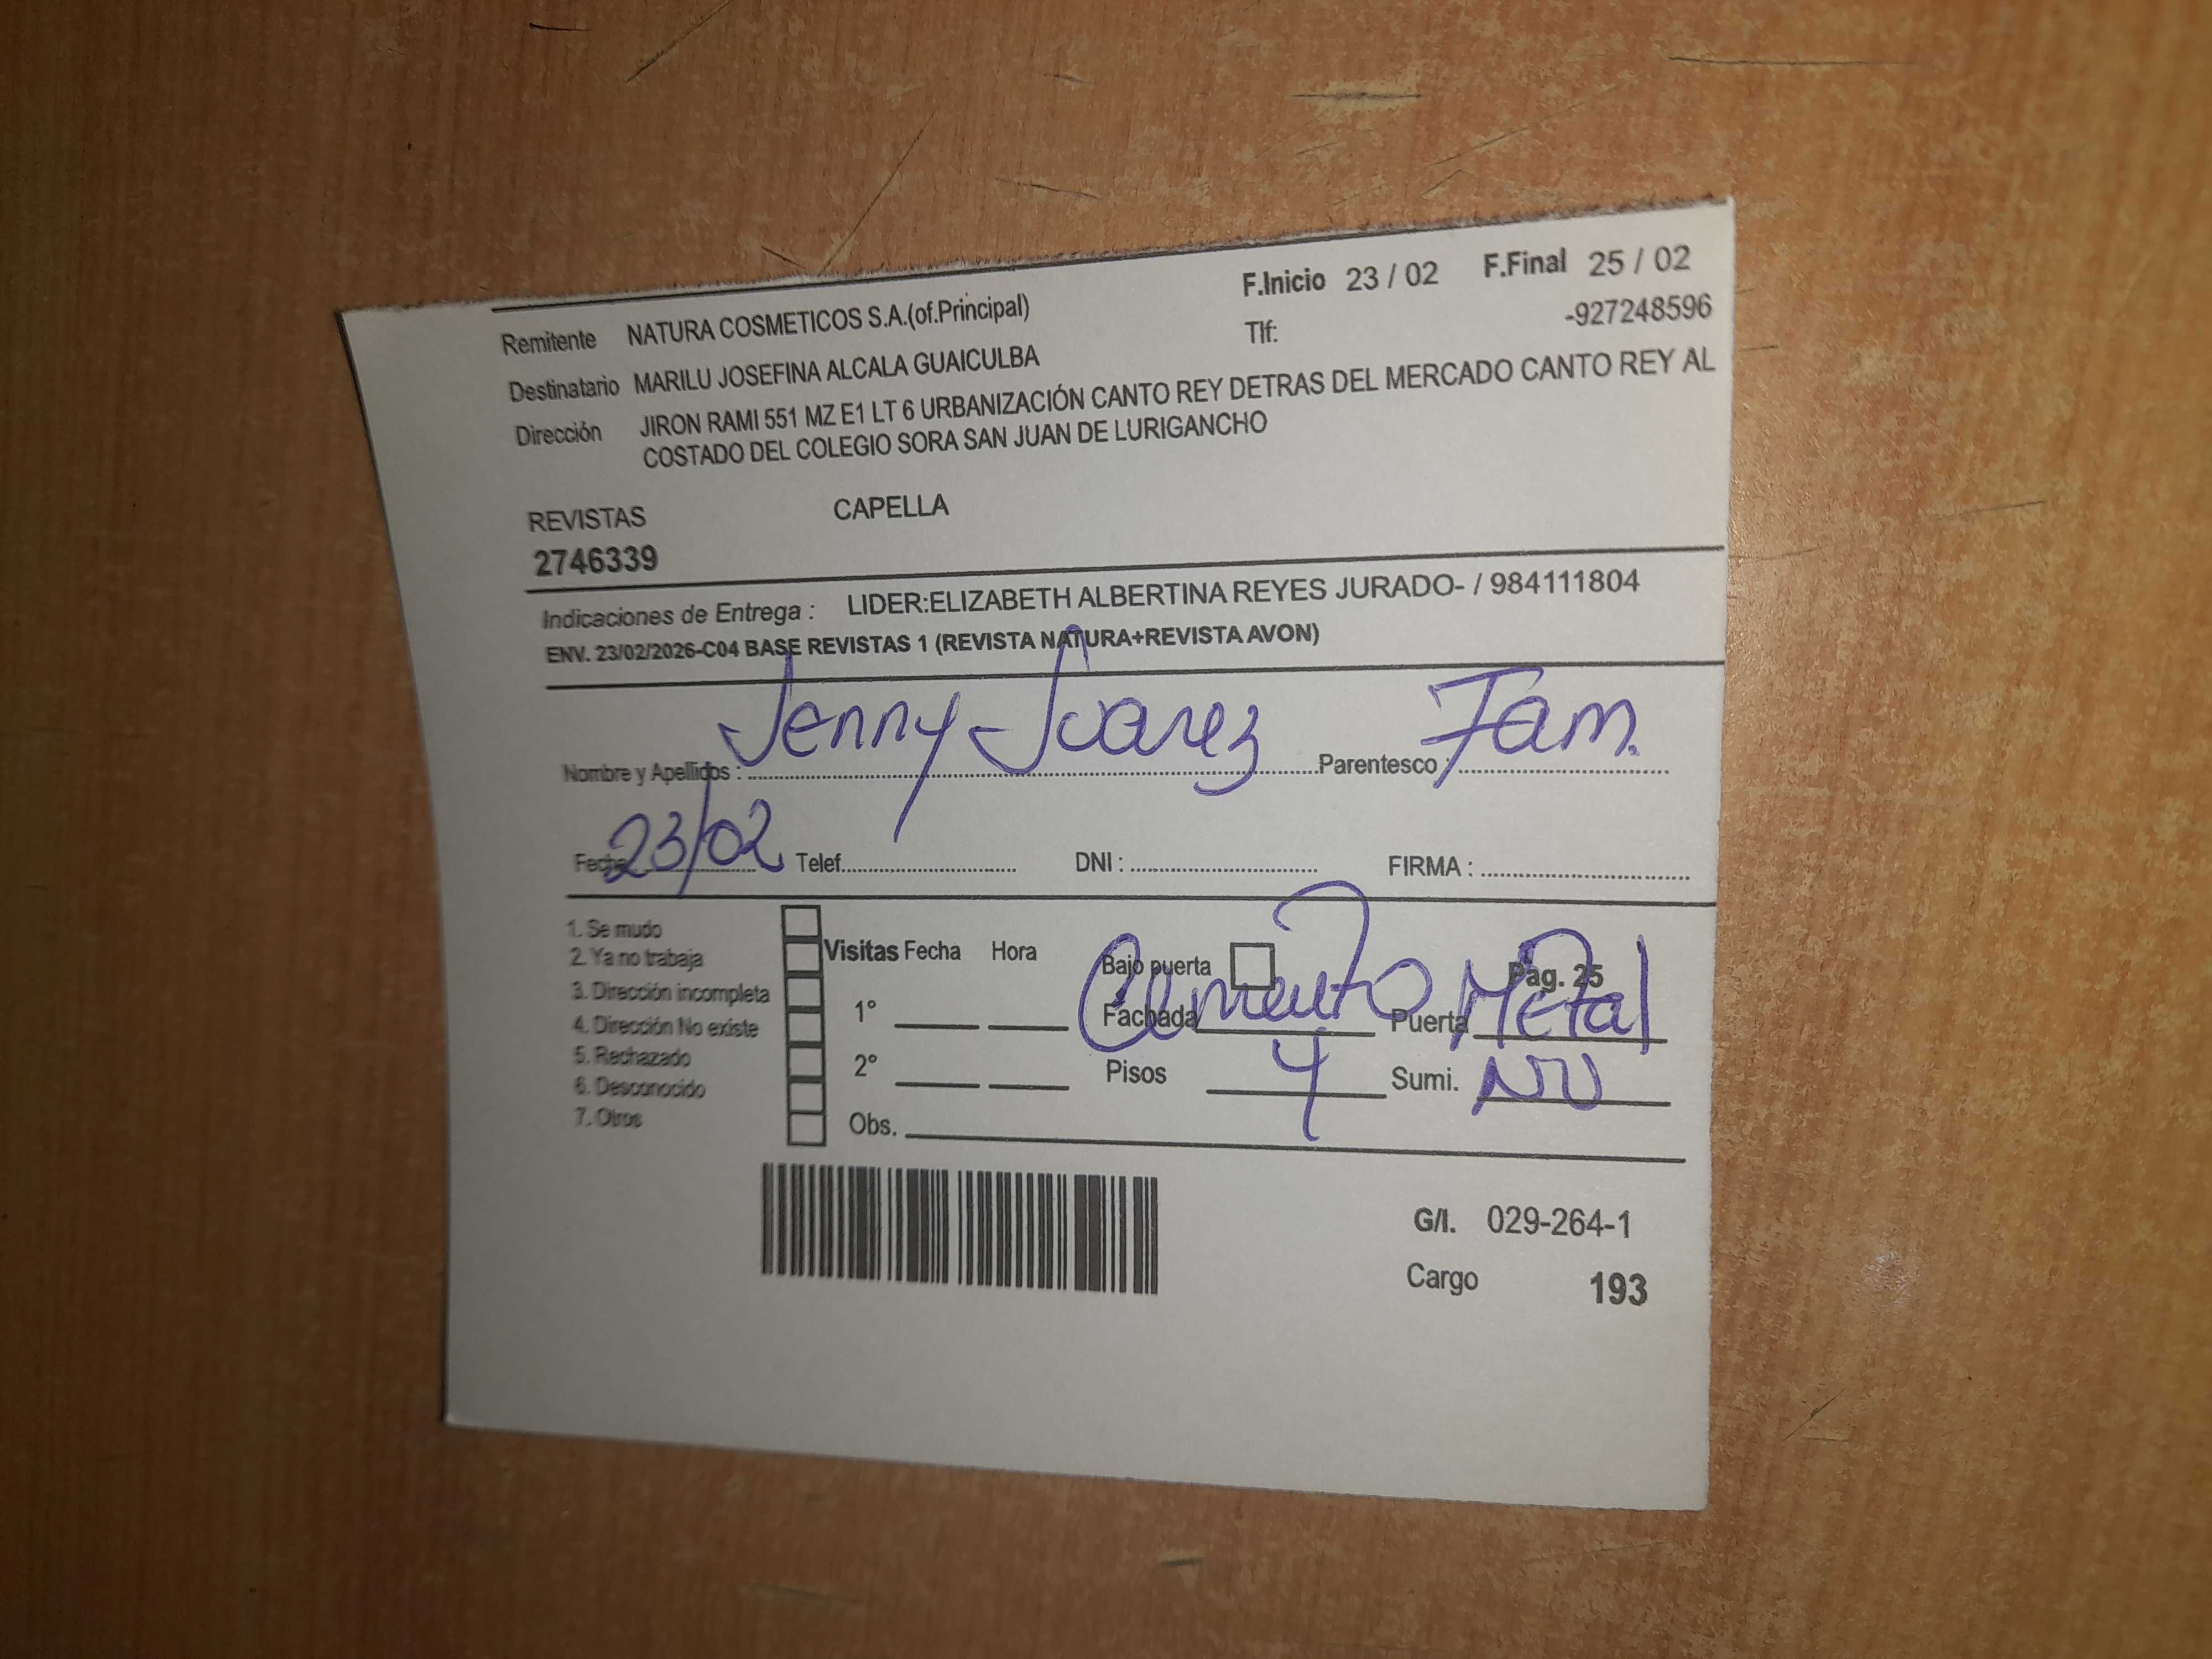 F.Inicio 23 / 02 F.Final 25 / 02
Remitente NATURA COSMETICOS S.A.(of.Principal) Tlf: -927248596
Destinatario MARILU JOSEFINA ALCALA GUAICULBA
Dirección JIRON RAMI 551 MZ E1 LT 6 URBANIZACIÓN CANTO REY DETRAS DEL MERCADO CANTO REY AL
COSTADO DEL COLEGIO SORA SAN JUAN DE LURIGANCHO
REVISTAS CAPELLA
2746339
Indicaciones de Entrega : LIDER:ELIZABETH ALBERTINA REYES JURADO- / 984111804
ENV. 23/02/2026-C04 BASE REVISTAS 1 (REVISTA NATURA+REVISTA AVON)
Nombre y Apellidos : Jenny Suarez Parentesco : Fam.
Fecha 23/02 Telef. DNI : FIRMA :
1. Se mudo
2. Ya no trabaja
3. Dirección incompleta
4. Dirección No existe
5. Rechazado
6. Desconocido
7. Otros
Visitas Fecha Hora
1°
2°
Obs.
Bajo puerta Pag. 25
Fachada Cemento Puerta Metal
Pisos 4 Sumi. NV
G/I. 029-264-1
Cargo 193